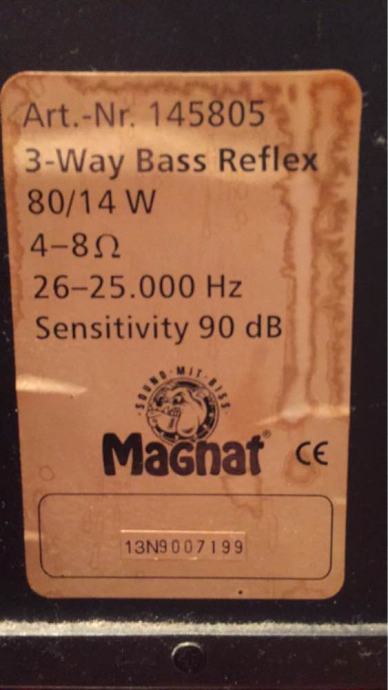 Art.-Nr. 145805
3-Way Bass Reflex
80/14 W
4–8Ω
26–25.000 Hz
Sensitivity 90 dB
SOUND·MIT·BISS
Magnat®
CE
13N9007199